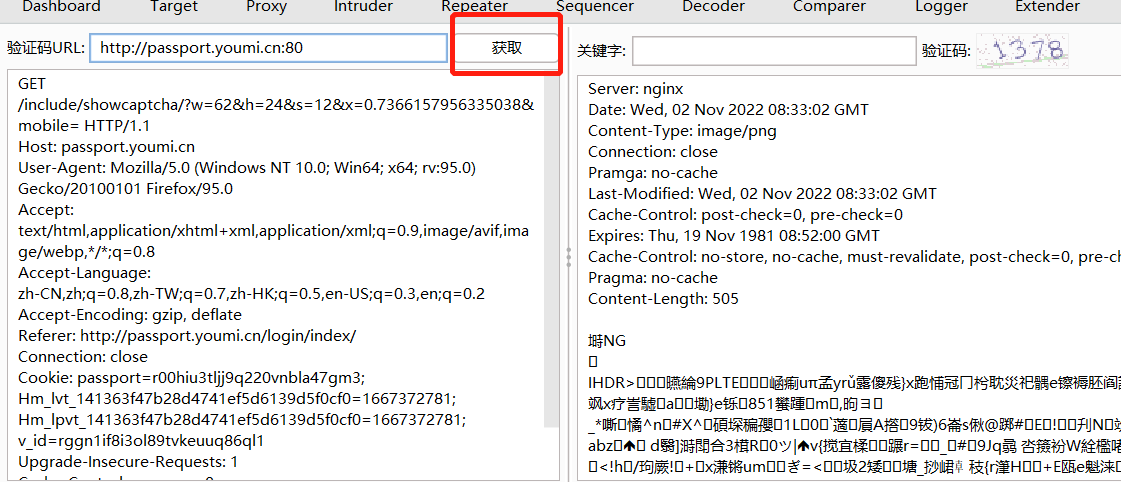 Dashboard Target Proxy Intruder Repeater Sequencer Decoder Comparer Logger Extender
验证码URL: http://passport.youmi.cn:80 获取
关键字: 验证码: 1378
GET
/include/showcaptcha/?w=62&h=24&s=12&x=0.7366157956335038&
mobile= HTTP/1.1
Host: passport.youmi.cn
User-Agent: Mozilla/5.0 (Windows NT 10.0; Win64; x64; rv:95.0)
Gecko/20100101 Firefox/95.0
Accept:
text/html,application/xhtml+xml,application/xml;q=0.9,image/avif,ima
ge/webp,*/*;q=0.8
Accept-Language:
zh-CN,zh;q=0.8,zh-TW;q=0.7,zh-HK;q=0.5,en-US;q=0.3,en;q=0.2
Accept-Encoding: gzip, deflate
Referer: http://passport.youmi.cn/login/index/
Connection: close
Cookie: passport=r00hiu3tljj9q220vnbla47gm3;
Hm_lvt_141363f47b28d4741ef5d6139d5f0cf0=1667372781;
Hm_lpvt_141363f47b28d4741ef5d6139d5f0cf0=1667372781;
v_id=rggn1if8i3ol89tvkeuuq86ql1
Upgrade-Insecure-Requests: 1
Server: nginx
Date: Wed, 02 Nov 2022 08:33:02 GMT
Content-Type: image/png
Connection: close
Pramga: no-cache
Last-Modified: Wed, 02 Nov 2022 08:33:02 GMT
Cache-Control: post-check=0, pre-check=0
Expires: Thu, 19 Nov 1981 08:52:00 GMT
Cache-Control: no-store, no-cache, must-revalidate, post-check=0, pre-ch
Pragma: no-cache
Content-Length: 505
塒NG